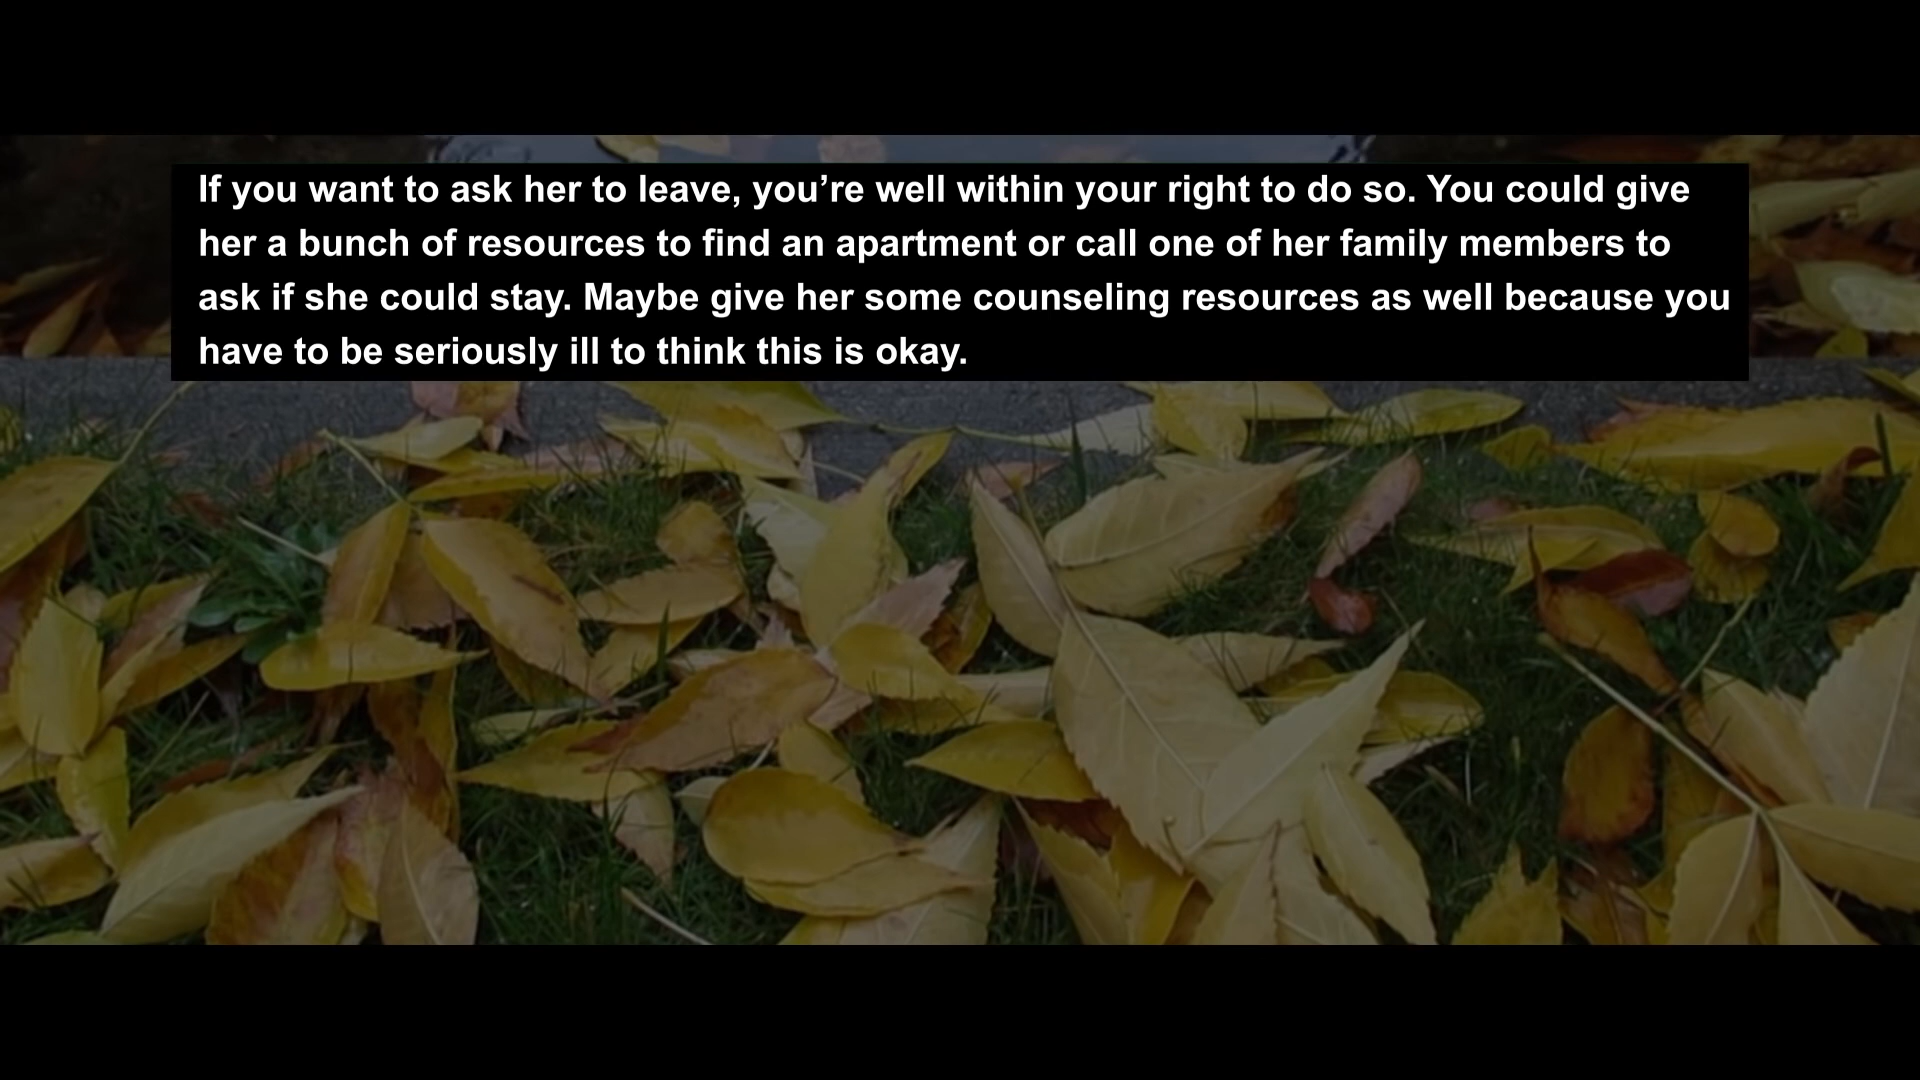 If you want to ask her to leave, you’re well within your right to do so. You could give
her a bunch of resources to find an apartment or call one of her family members to
ask if she could stay. Maybe give her some counseling resources as well because you
have to be seriously ill to think this is okay.